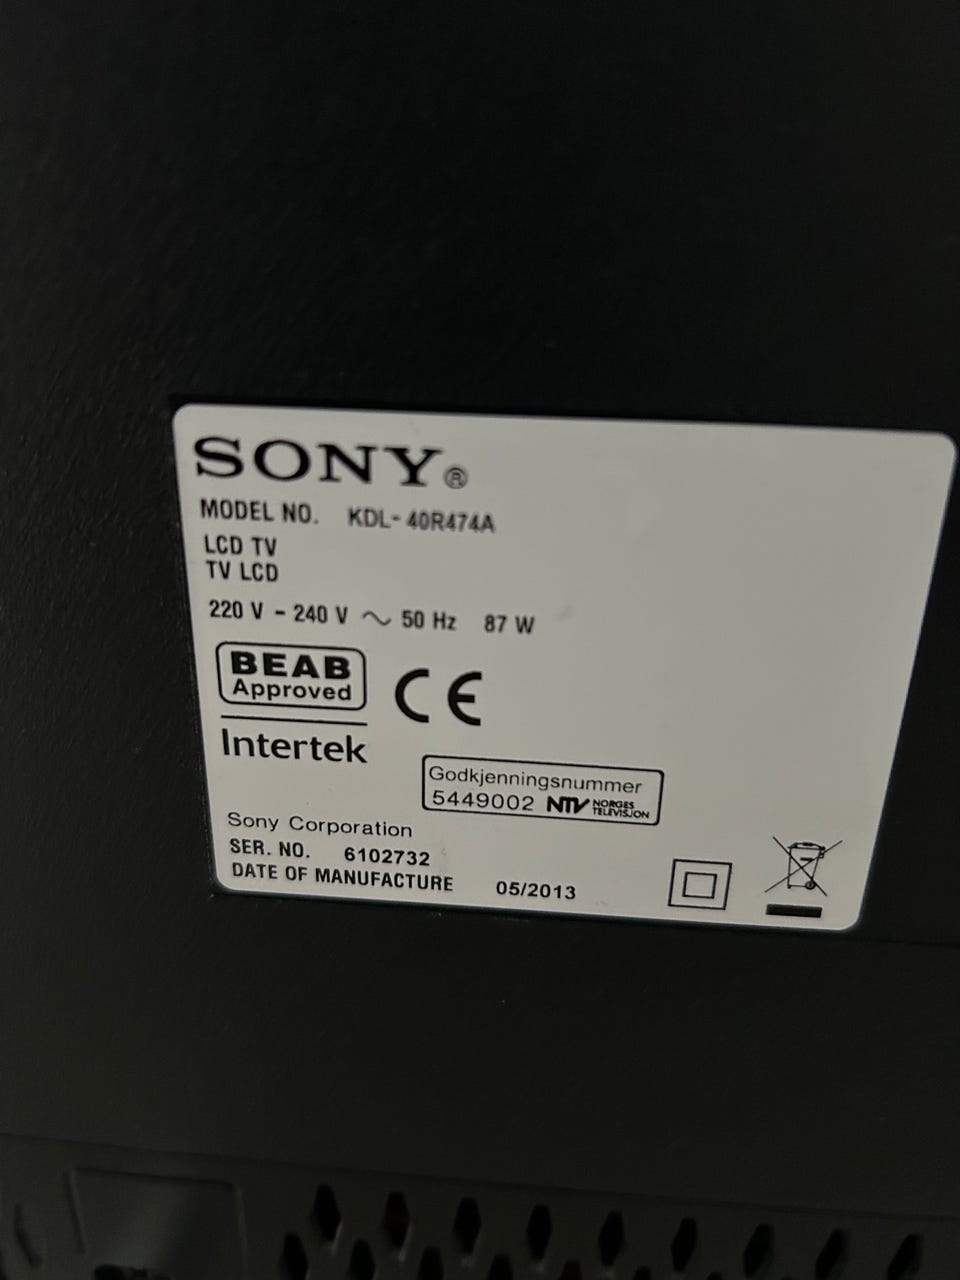 SONY®
MODEL NO. KDL-40R474A
LCD TV
TV LCD
220 V - 240 V ~ 50 Hz 87 W
BEAB
Approved
CE
Intertek
Godkjenningsnummer
5449002 NTV NORGES
TELEVISJON
Sony Corporation
SER. NO. 6102732
DATE OF MANUFACTURE 05/2013